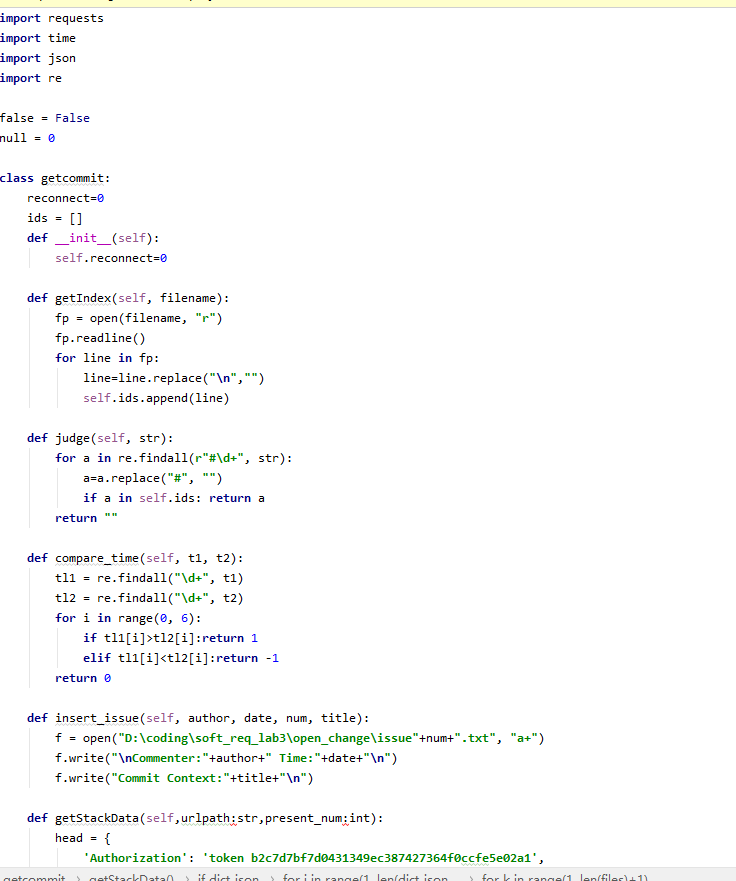 import requests
import time
import json
import re
false = False
null = 0
class getcommit:
reconnect=0
ids = []
def __init__(self):
self.reconnect=0
def getIndex(self, filename):
fp = open(filename, "r")
fp.readline()
for line in fp:
line=line.replace("\n","")
self.ids.append(line)
def judge(self, str):
for a in re.findall(r"#\d+", str):
a=a.replace("#", "")
if a in self.ids: return a
return ""
def compare_time(self, t1, t2):
tl1 = re.findall("\d+", t1)
tl2 = re.findall("\d+", t2)
for i in range(0, 6):
if tl1[i]>tl2[i]:return 1
elif tl1[i]<tl2[i]:return -1
return 0
def insert_issue(self, author, date, num, title):
f = open("D:\coding\soft_req_lab3\open_change\issue"+num+".txt", "a+")
f.write("\nCommenter:"+author+" Time:"+date+"\n")
f.write("Commit Context:"+title+"\n")
def getStackData(self,urlpath:str,present_num:int):
head = {
'Authorization': 'token b2c7d7bf7d0431349ec387427364f0ccfe5e02a1',
getcommit > getStackData() > if dict_json > for i in range(1, len(dict_json... > for k in range(1, len(files)+1)